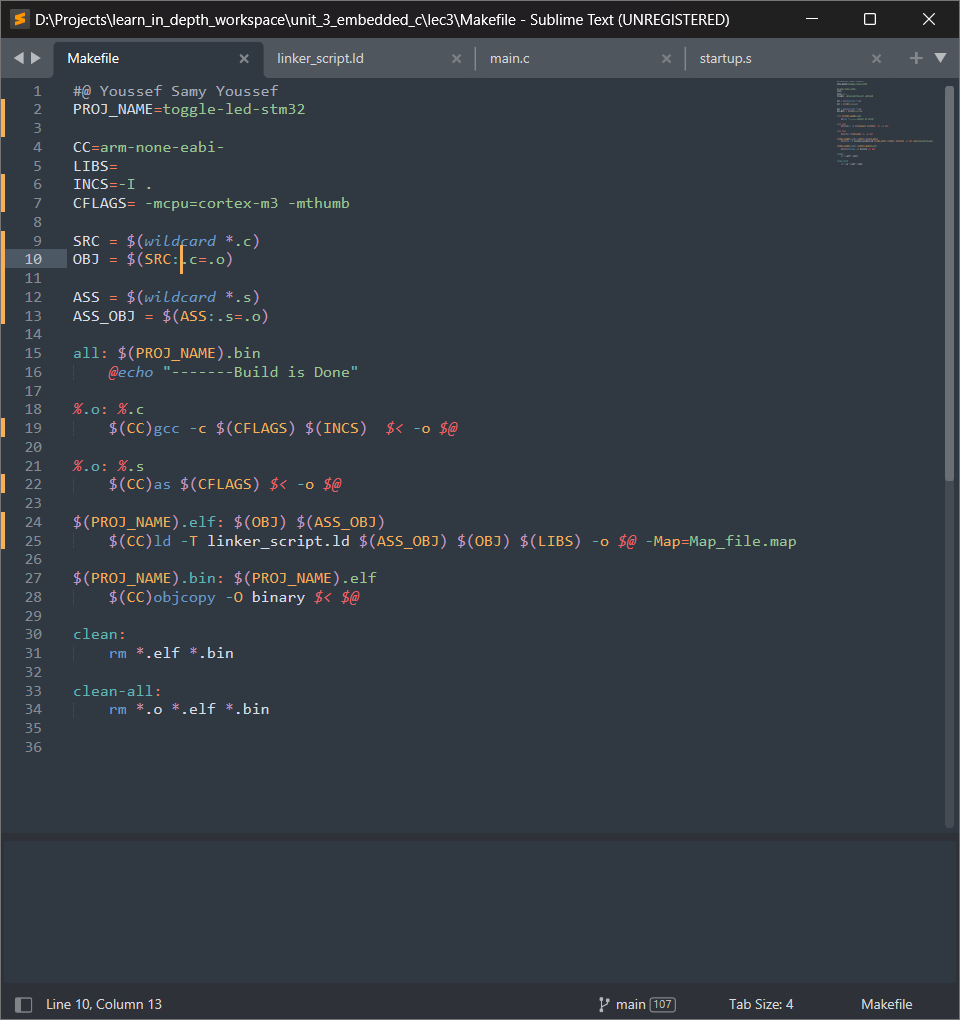 D:\Projects\learn_in_depth_workspace\unit_3_embedded_c\lec3\Makefile - Sublime Text (UNREGISTERED)
Makefile linker_script.ld main.c startup.s
1 #@ Youssef Samy Youssef
2 PROJ_NAME=toggle-led-stm32
3
4 CC=arm-none-eabi-
5 LIBS=
6 INCS=-I .
7 CFLAGS= -mcpu=cortex-m3 -mthumb
8
9 SRC = $(wildcard *.c)
10 OBJ = $(SRC:.c=.o)
11
12 ASS = $(wildcard *.s)
13 ASS_OBJ = $(ASS:.s=.o)
14
15 all: $(PROJ_NAME).bin
16     @echo "-------Build is Done"
17
18 %.o: %.c
19     $(CC)gcc -c $(CFLAGS) $(INCS)  $< -o $@
20
21 %.o: %.s
22     $(CC)as $(CFLAGS) $< -o $@
23
24 $(PROJ_NAME).elf: $(OBJ) $(ASS_OBJ)
25     $(CC)ld -T linker_script.ld $(ASS_OBJ) $(OBJ) $(LIBS) -o $@ -Map=Map_file.map
26
27 $(PROJ_NAME).bin: $(PROJ_NAME).elf
28     $(CC)objcopy -O binary $< $@
29
30 clean:
31     rm *.elf *.bin
32
33 clean-all:
34     rm *.o *.elf *.bin
35
36
Line 10, Column 13 main 107 Tab Size: 4 Makefile